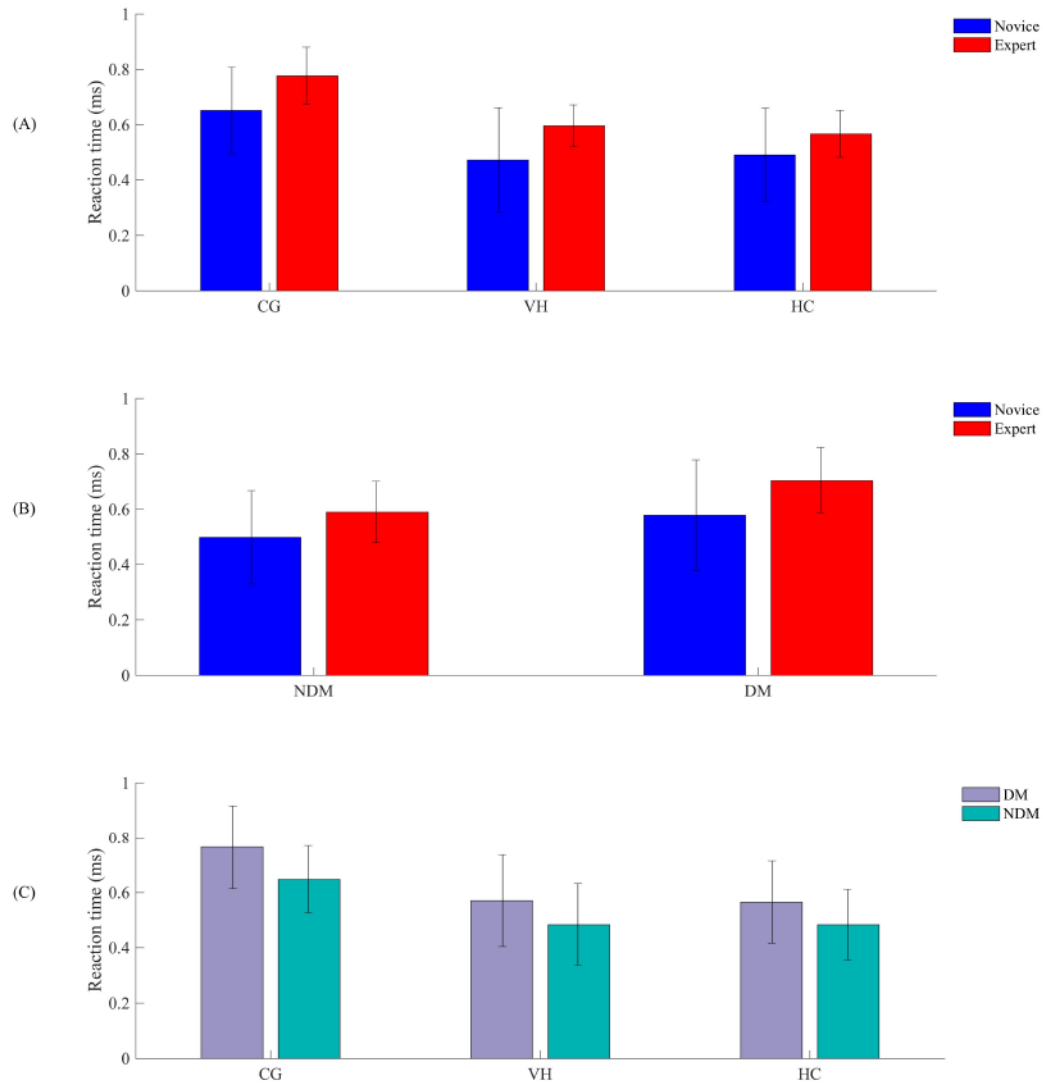 (A)
Reaction time (ms)
1
0.8
0.6
0.4
0.2
0
CG VH HC
Novice
Expert
(B)
Reaction time (ms)
1
0.8
0.6
0.4
0.2
0
NDM DM
Novice
Expert
(C)
Reaction time (ms)
1
0.8
0.6
0.4
0.2
0
CG VH HC
DM
NDM